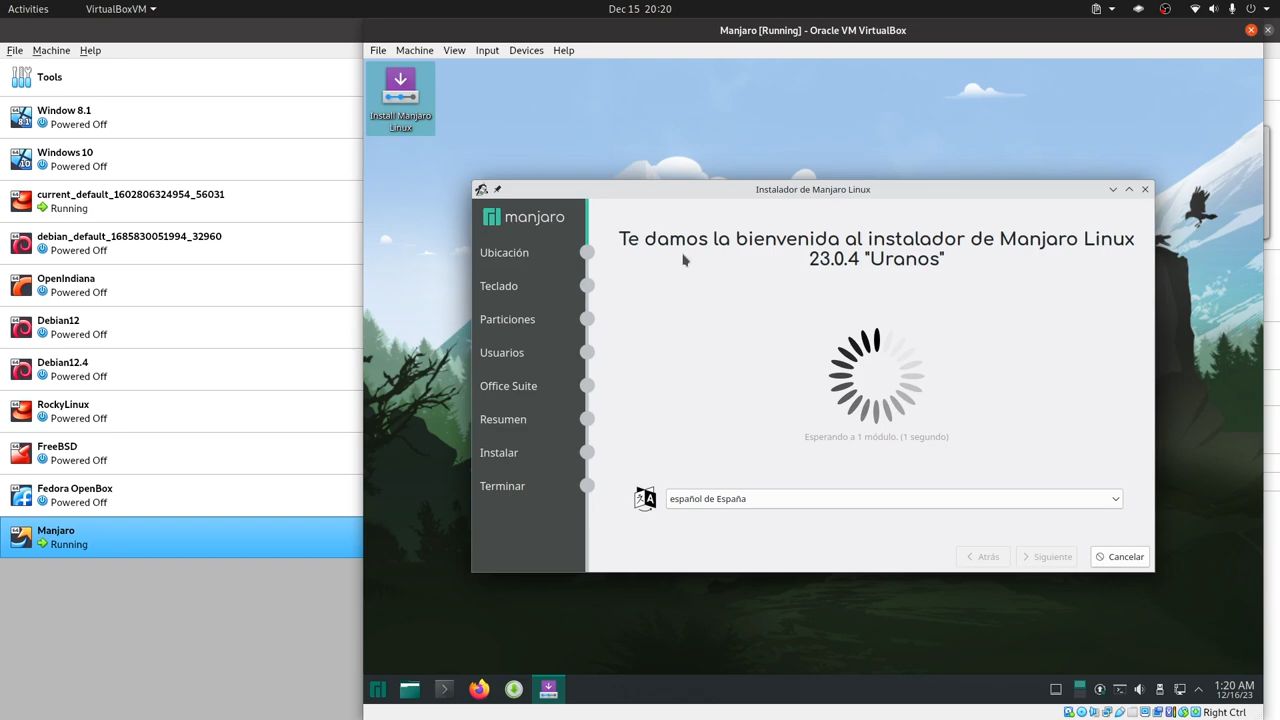 Activities
VirtualBoxVM
Dec 15 20:20
Manjaro [Running] - Oracle VM VirtualBox
File Machine Help
File Machine View Input Devices Help
Tools
Window 8.1
Powered Off
Windows 10
Powered Off
current_default_1602806324954_56031
Running
debian_default_1685830051994_32960
Powered Off
OpenIndiana
Powered Off
Debian12
Powered Off
Debian12.4
Powered Off
RockyLinux
Powered Off
FreeBSD
Powered Off
Fedora OpenBox
Powered Off
Manjaro
Running
Install Manjaro
Linux
Instalador de Manjaro Linux
manjaro
Ubicación
Teclado
Particiones
Usuarios
Office Suite
Resumen
Instalar
Terminar
Te damos la bienvenida al instalador de Manjaro Linux
23.0.4 "Uranos"
Esperando a 1 módulo. (1 segundo)
español de España
Atrás
Siguiente
Cancelar
1:20 AM
12/16/23
Right Ctrl